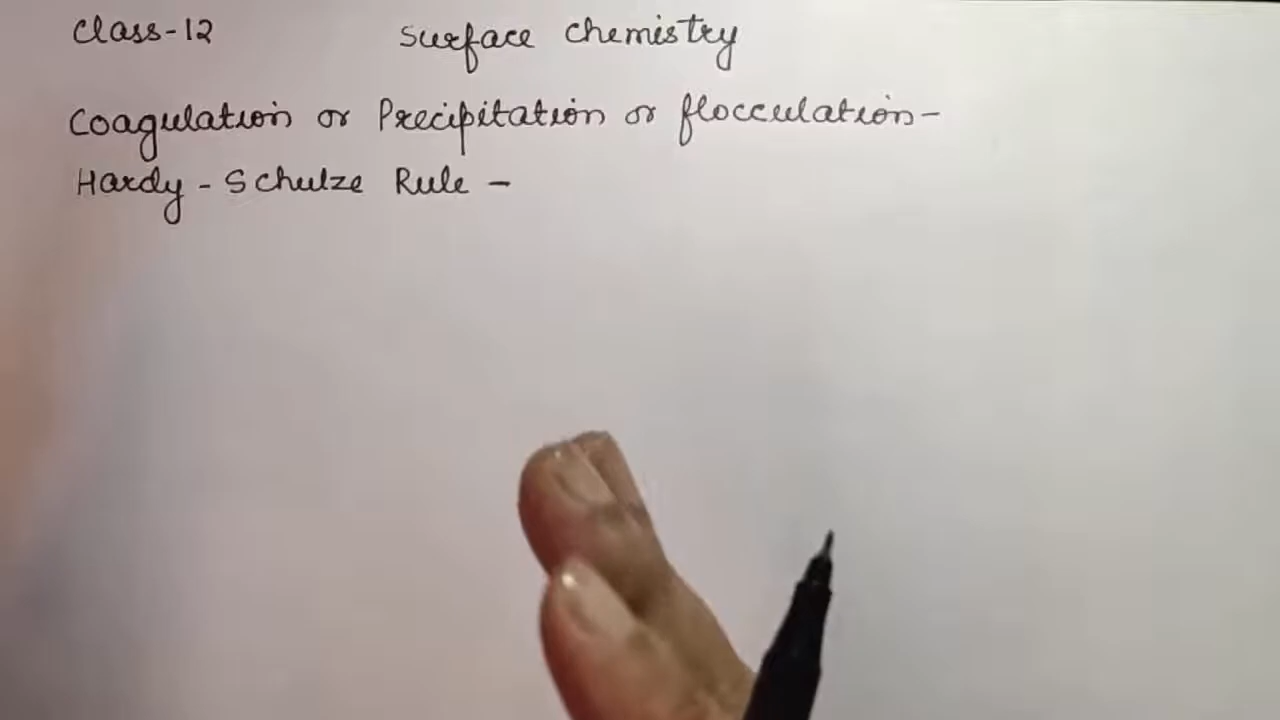 Class-12 Surface Chemistry
Coagulation or Precipitation or flocculation-
Hardy - Schulze Rule -